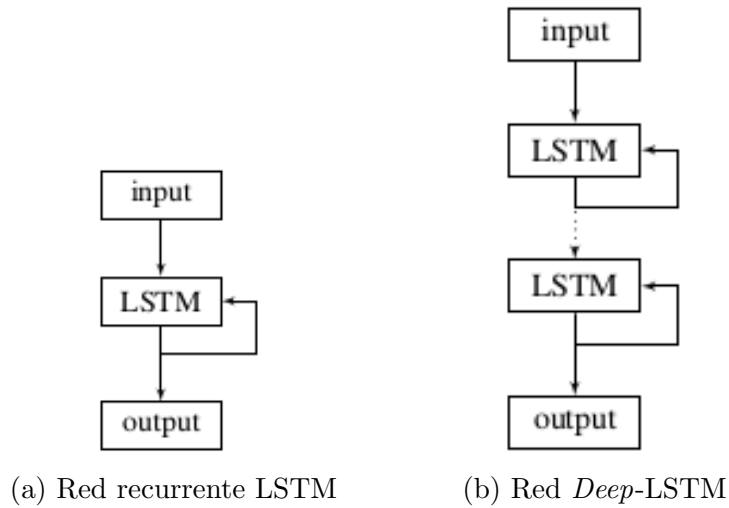 input
LSTM
output
(a) Red recurrente LSTM
input
LSTM
LSTM
output
(b) Red Deep-LSTM